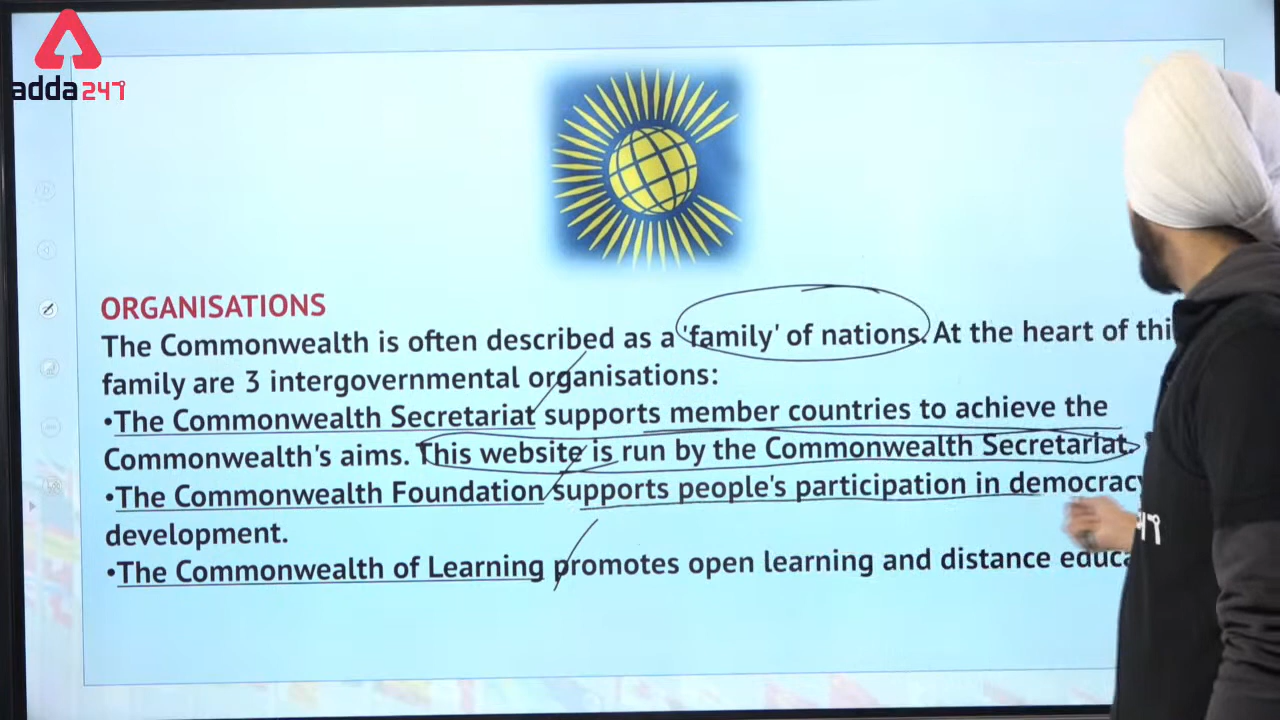 adda247
ORGANISATIONS
The Commonwealth is often described as a 'family' of nations. At the heart of thi
family are 3 intergovernmental organisations:
•The Commonwealth Secretariat supports member countries to achieve the
Commonwealth's aims. This website is run by the Commonwealth Secretariat.
•The Commonwealth Foundation supports people's participation in democracy
development.
•The Commonwealth of Learning promotes open learning and distance educa
47